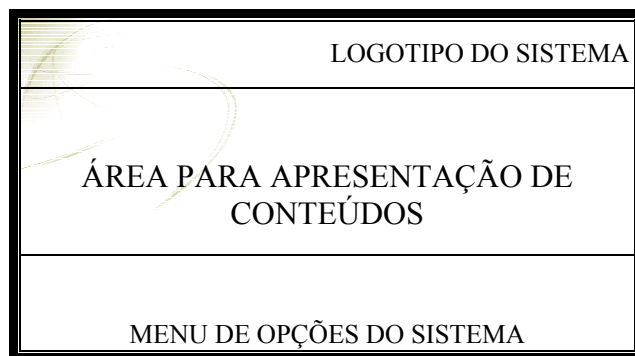 LOGOTIPO DO SISTEMA
ÁREA PARA APRESENTAÇÃO DE
CONTEÚDOS
MENU DE OPÇÕES DO SISTEMA